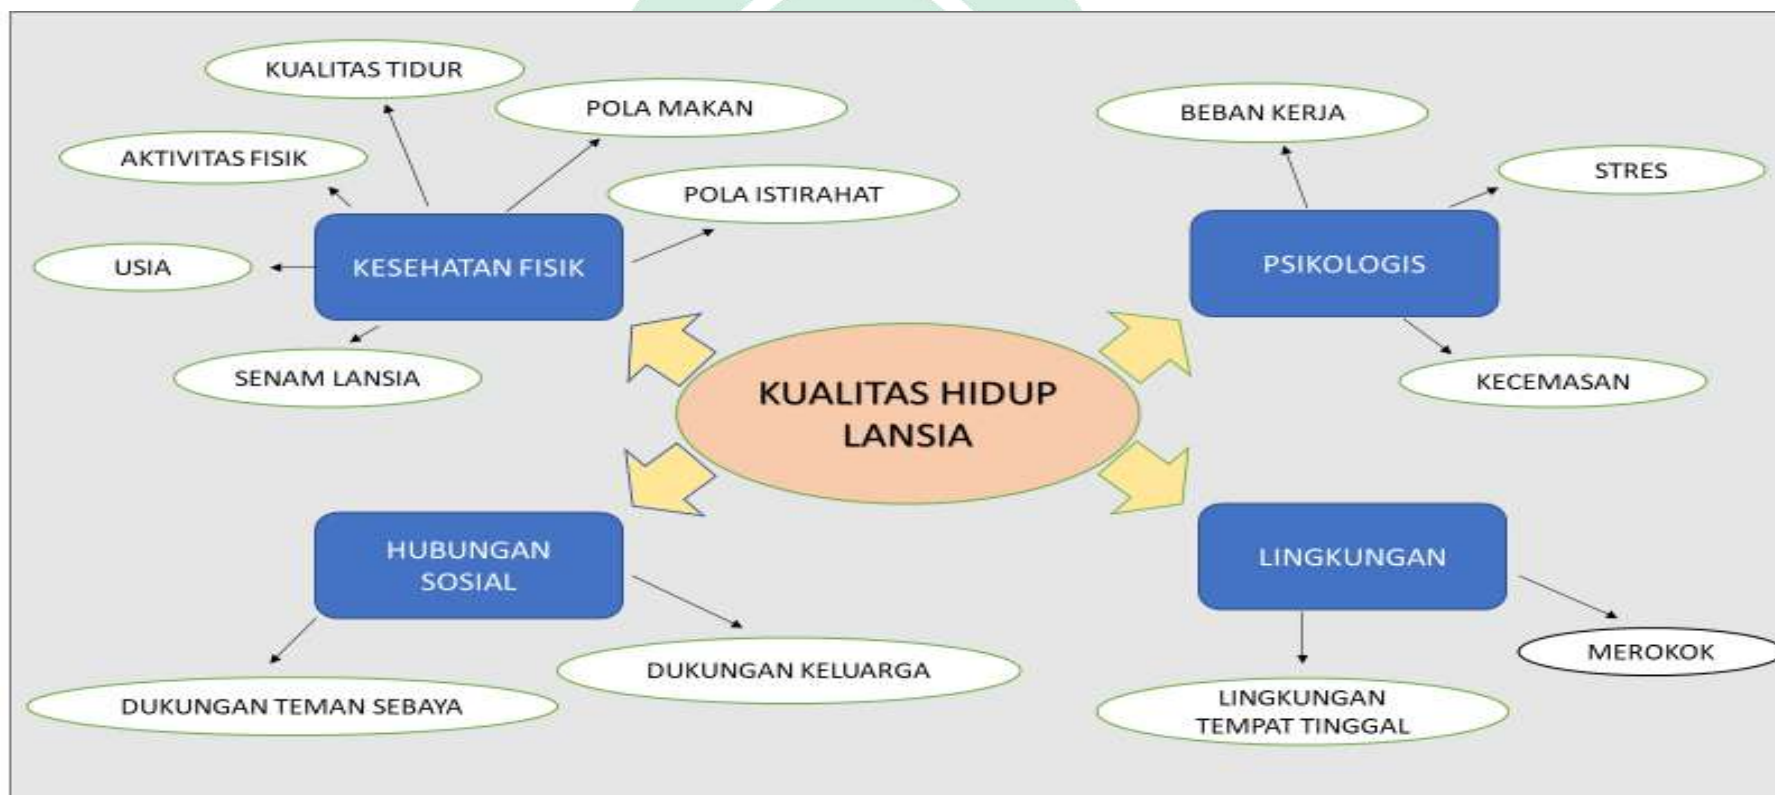 KUALITAS TIDUR
POLA MAKAN
AKTIVITAS FISIK
POLA ISTIRAHAT
USIA
KESEHATAN FISIK
SENAM LANSIA
BEBAN KERJA
STRES
PSIKOLOGIS
KECEMASAN
KUALITAS HIDUP
LANSIA
HUBUNGAN
SOSIAL
DUKUNGAN KELUARGA
DUKUNGAN TEMAN SEBAYA
LINGKUNGAN
MEROKOK
LINGKUNGAN
TEMPAT TINGGAL